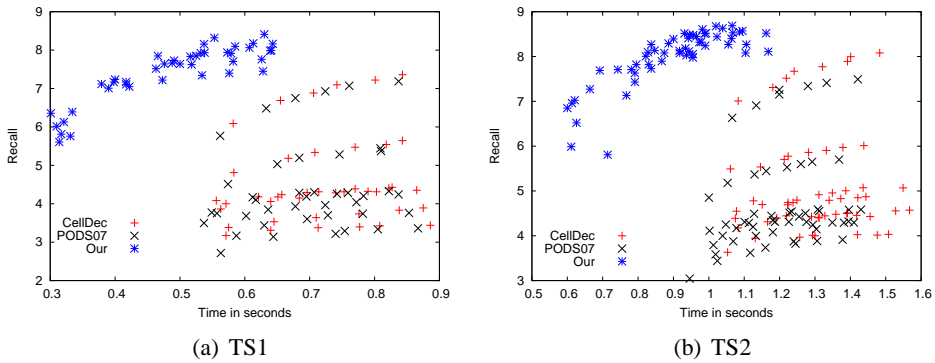 9
8
7
6
5
4
3
2
Recall
CellDec
PODS07
Our
0.3 0.4 0.5 0.6 0.7 0.8 0.9
Time in seconds
(a) TS1
9
8
7
6
5
4
3
Recall
CellDec
PODS07
Our
0.5 0.6 0.7 0.8 0.9 1 1.1 1.2 1.3 1.4 1.5 1.6
Time in seconds
(b) TS2